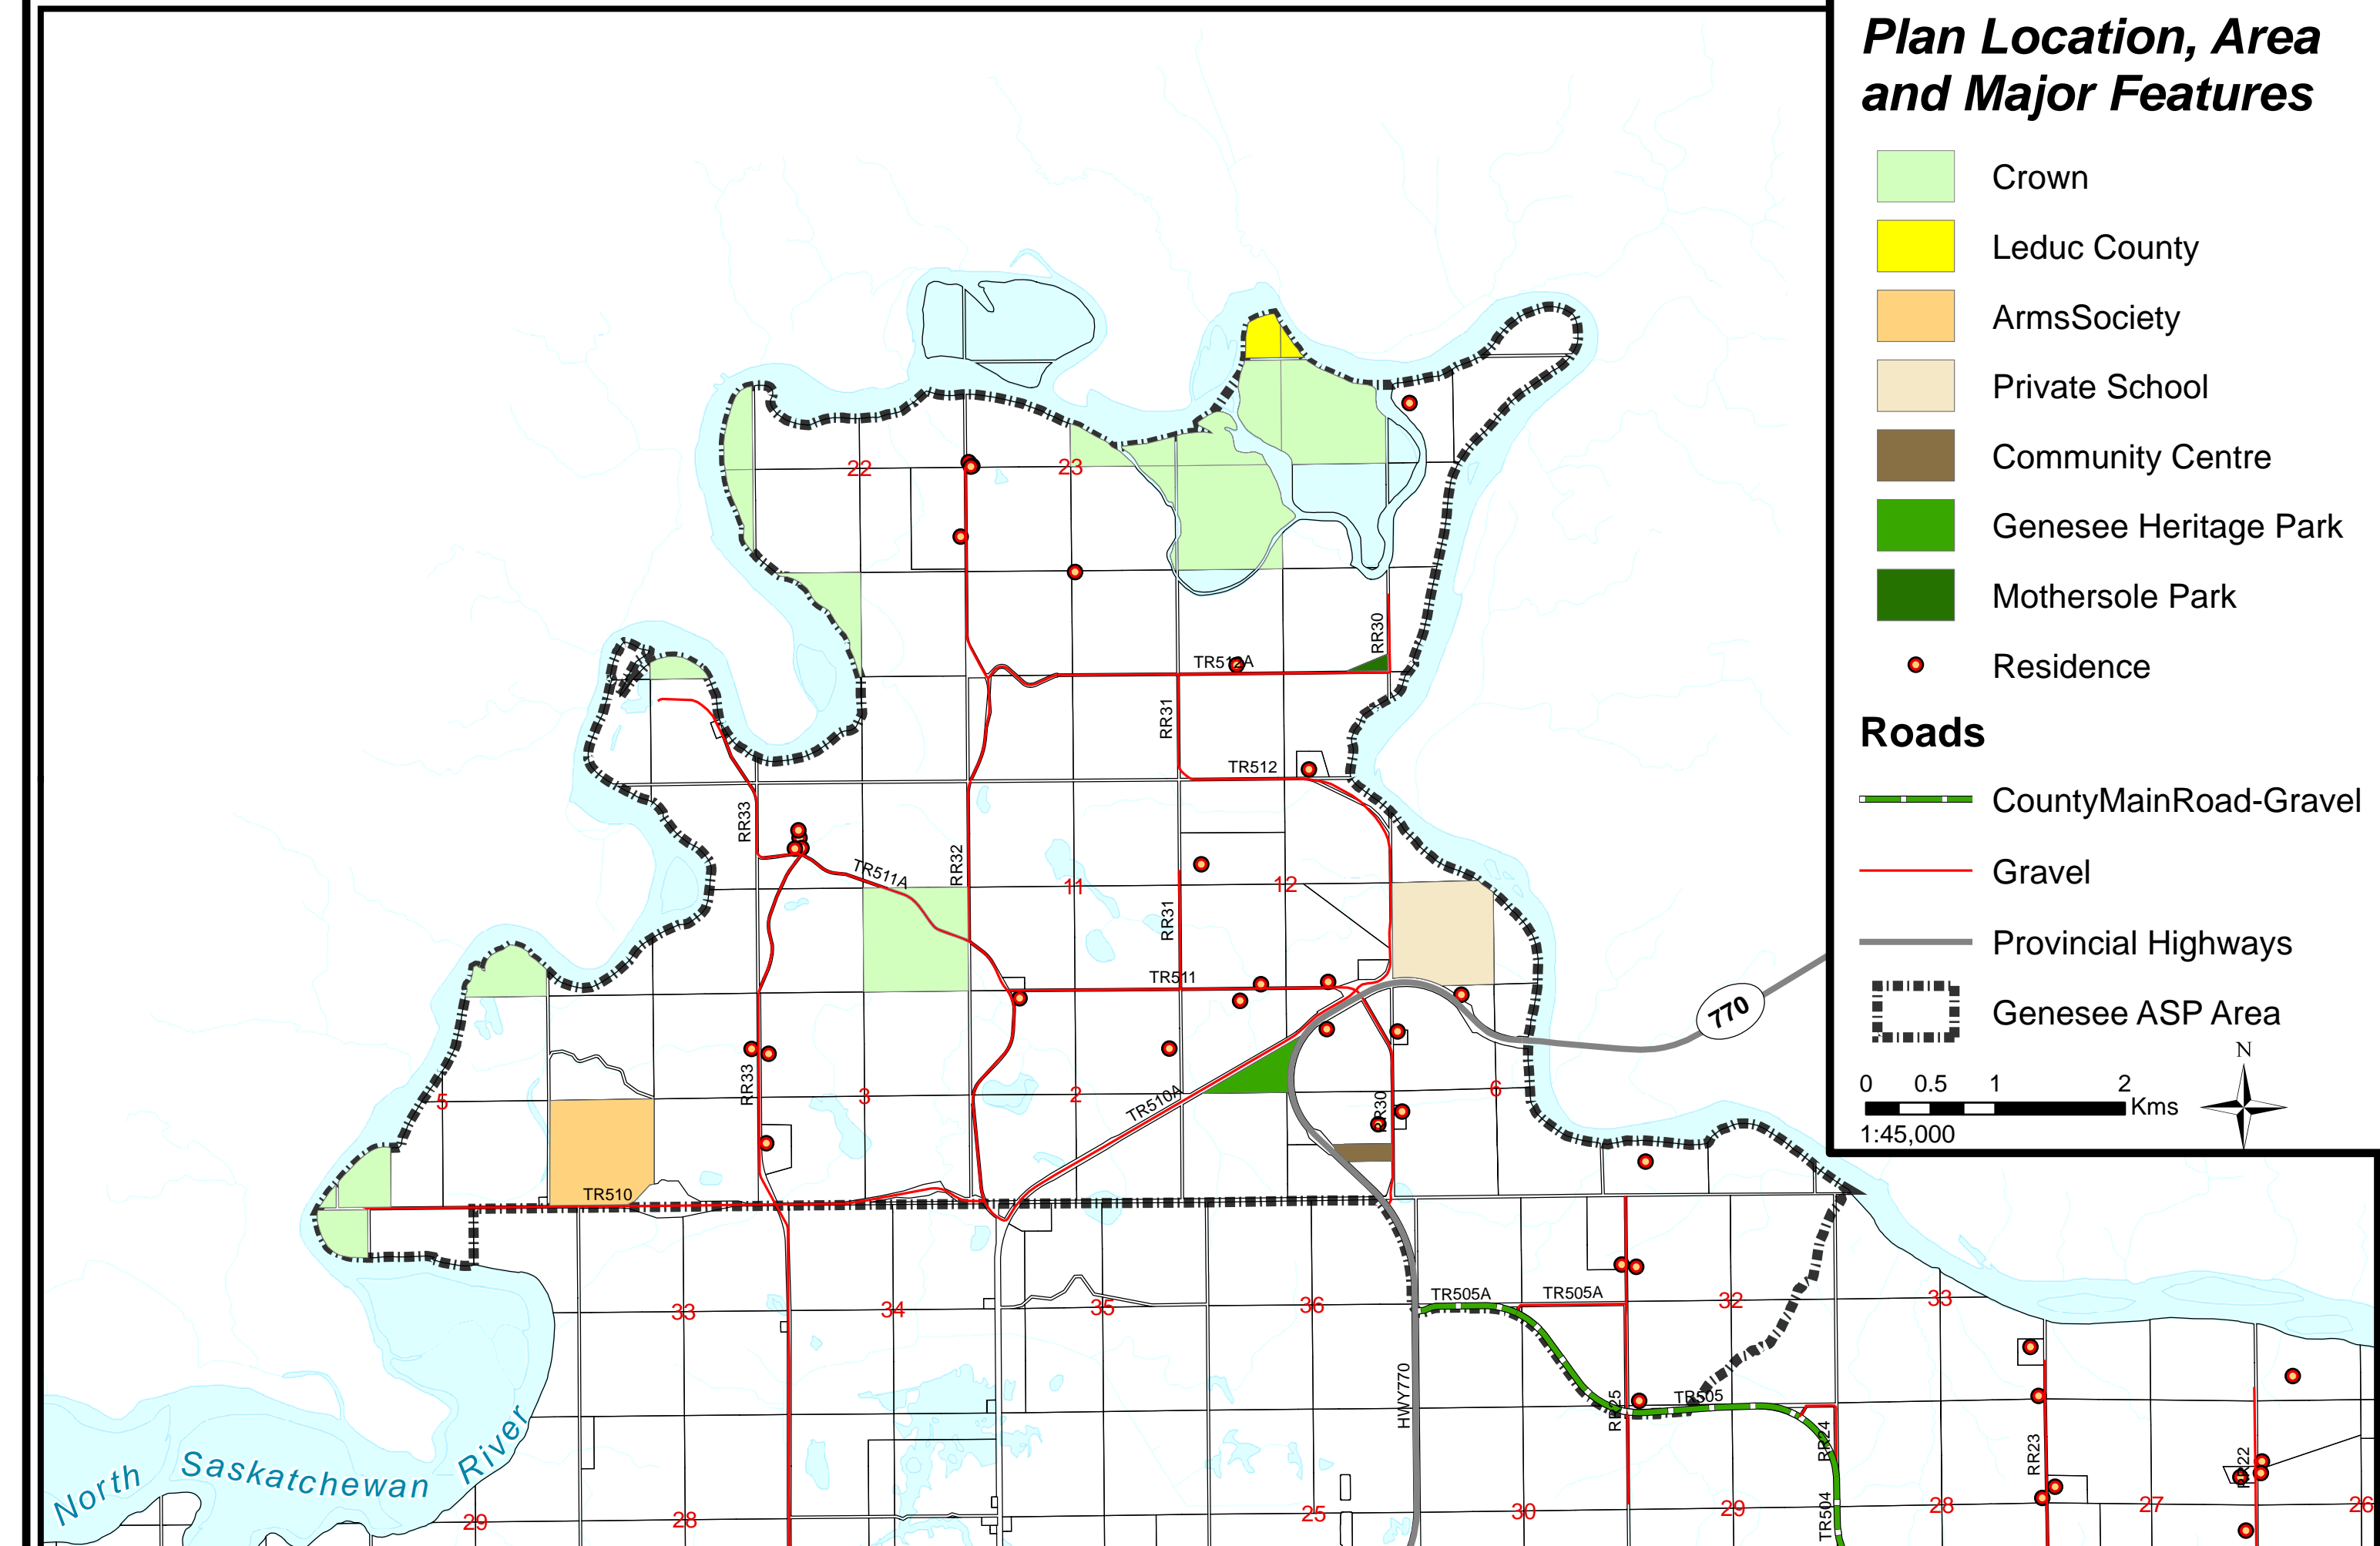 Plan Location, Area
and Major Features
Crown
Leduc County
ArmsSociety
Private School
Community Centre
Genesee Heritage Park
Mothersole Park
Residence
Roads
CountyMainRoad-Gravel
Gravel
Provincial Highways
Genesee ASP Area
N
0 0.5 1 2
Kms
1:45,000
22
23
RR30
TR512A
RR31
TR512
RR33
RR32
TR511A
11
12
RR31
TR511
770
RR33
5
3
2
TR510A
RR30
6
TR510
33
34
35
36
TR505A
TR505A
32
33
HWY770
RR25
TR505
RR24
RR23
RR22
North Saskatchewan River
29
28
25
30
29
TR504
28
27
26